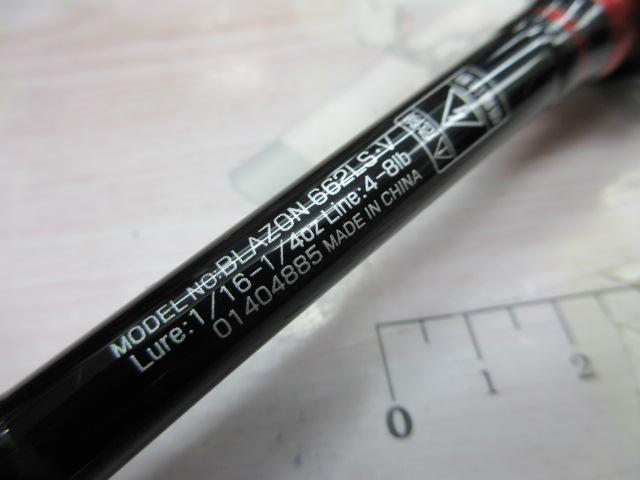 MODEL NO.BLAZON 662LS-V
Lure:1/16-1/4oz Line:4-8lb
01404885 MADE IN CHINA
0 1 2